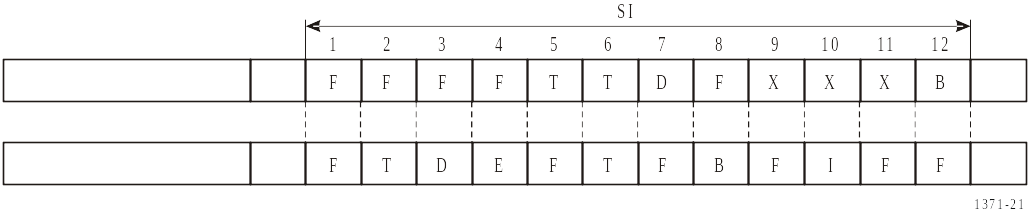 SI
1 2 3 4 5 6 7 8 9 10 11 12
F F F F T T D F X X X B
F T D E F T F B F I F F
1371-21